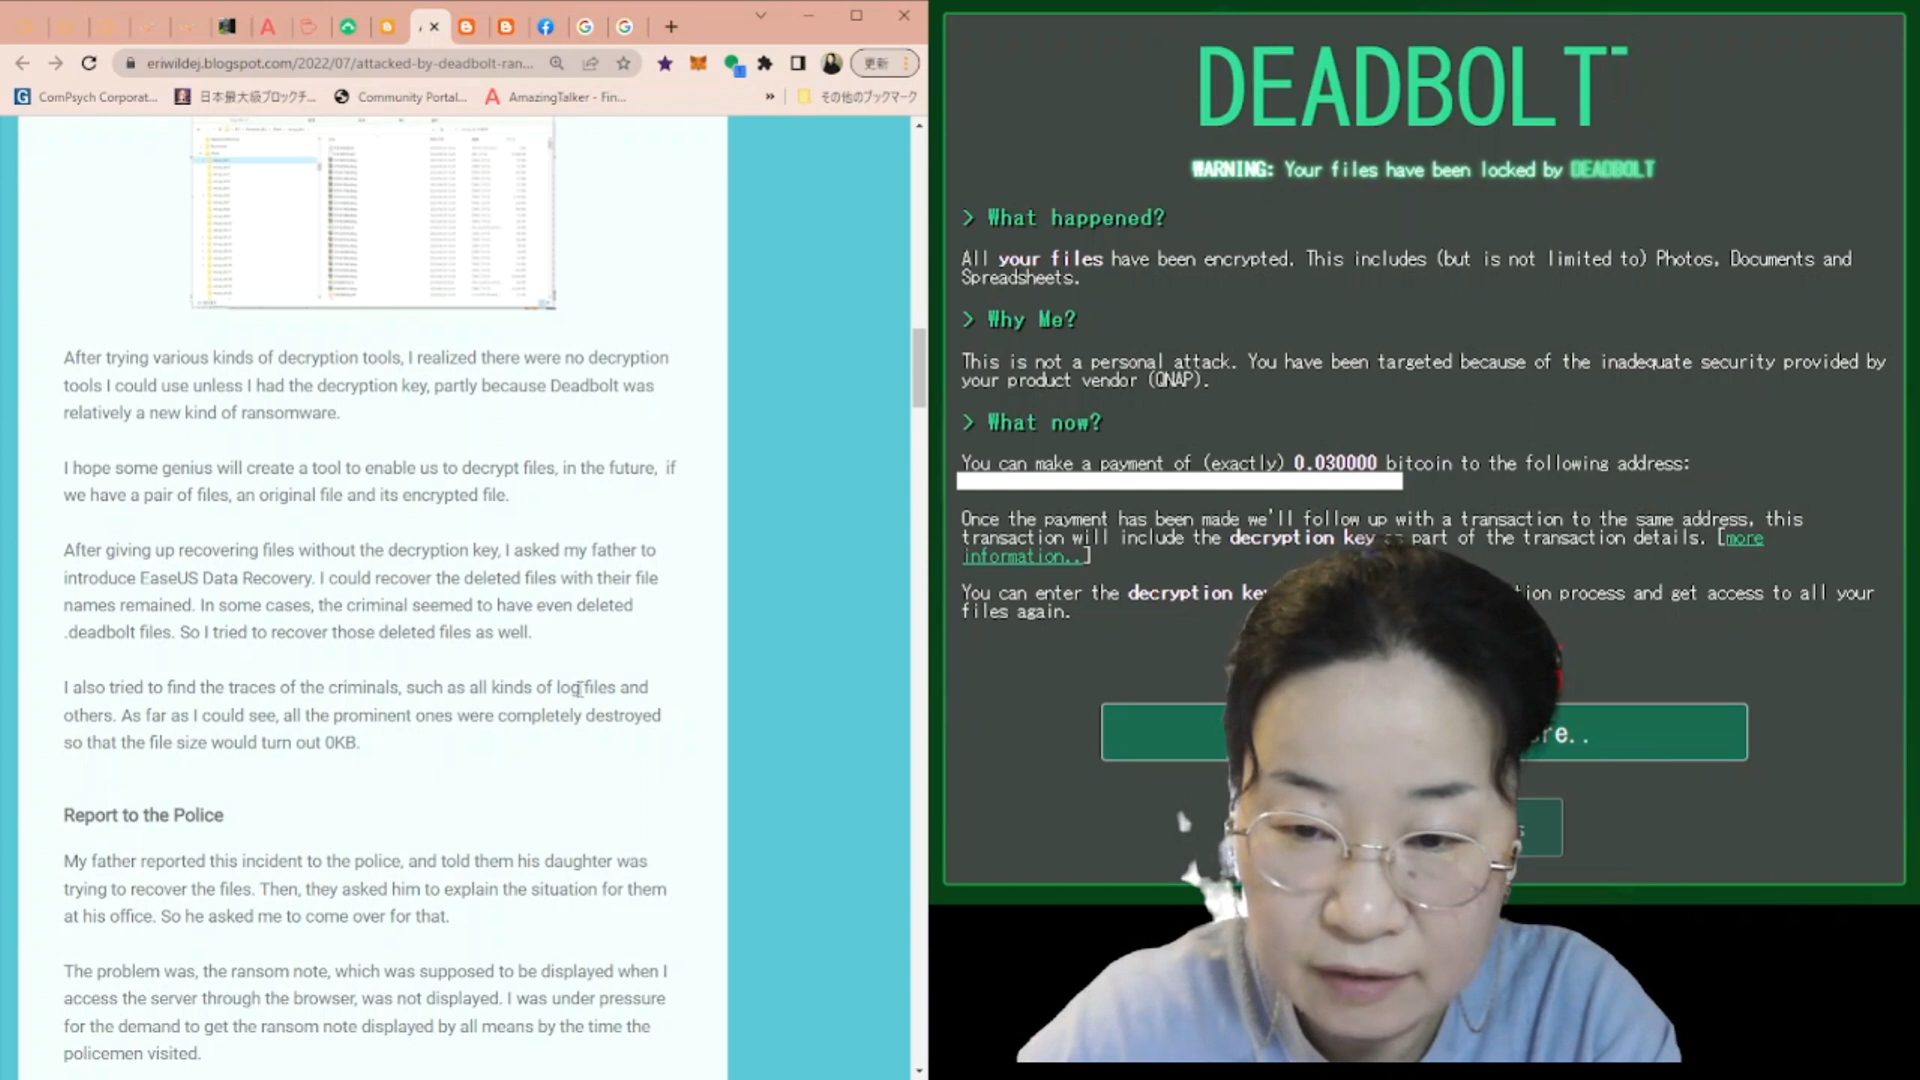 eriwildej.blogspot.com/2022/07/attacked-by-deadbolt-ran...
更新
ComPsych Corporat...
日本最大級ブロックチ...
Community Portal...
AmazingTalker - Fin...
»
その他のブックマーク
After trying various kinds of decryption tools, I realized there were no decryption
tools I could use unless I had the decryption key, partly because Deadbolt was
relatively a new kind of ransomware.
I hope some genius will create a tool to enable us to decrypt files, in the future, if
we have a pair of files, an original file and its encrypted file.
After giving up recovering files without the decryption key, I asked my father to
introduce EaseUS Data Recovery. I could recover the deleted files with their file
names remained. In some cases, the criminal seemed to have even deleted
.deadbolt files. So I tried to recover those deleted files as well.
I also tried to find the traces of the criminals, such as all kinds of log files and
others. As far as I could see, all the prominent ones were completely destroyed
so that the file size would turn out 0KB.
Report to the Police
My father reported this incident to the police, and told them his daughter was
trying to recover the files. Then, they asked him to explain the situation for them
at his office. So he asked me to come over for that.
The problem was, the ransom note, which was supposed to be displayed when I
access the server through the browser, was not displayed. I was under pressure
for the demand to get the ransom note displayed by all means by the time the
policemen visited.
DEADBOLT
WARNING: Your files have been locked by DEADBOLT
> What happened?
All your files have been encrypted. This includes (but is not limited to) Photos, Documents and
Spreadsheets.
> Why Me?
This is not a personal attack. You have been targeted because of the inadequate security provided by
your product vendor (QNAP).
> What now?
You can make a payment of (exactly) 0.030000 bitcoin to the following address:
Once the payment has been made we'll follow up with a transaction to the same address, this
transaction will include the decryption key as part of the transaction details. [more
information..]
You can enter the decryption key ion process and get access to all your
files again.
re..